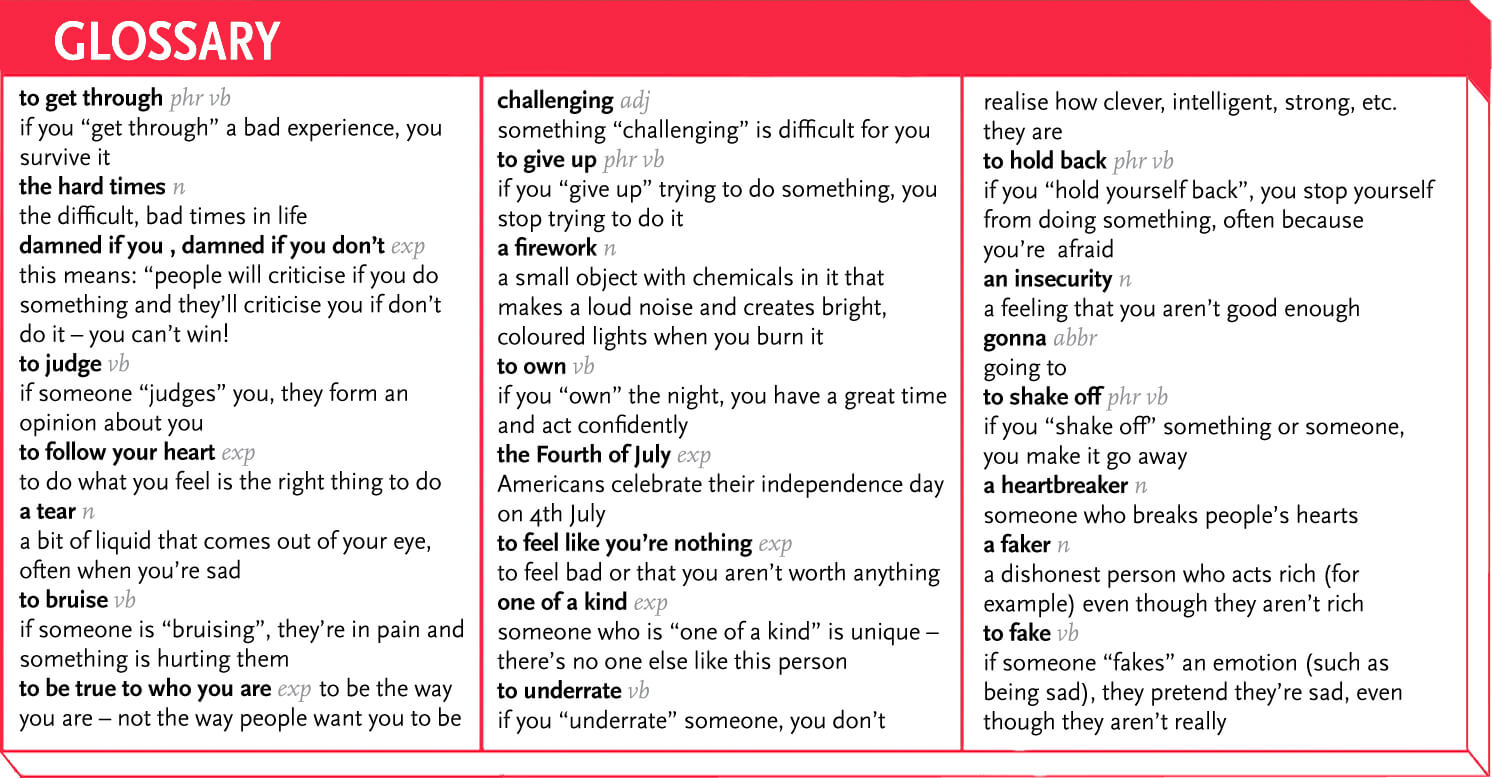 GLOSSARY
to get through phr vb
if you “get through” a bad experience, you
survive it
the hard times n
the difficult, bad times in life
damned if you , damned if you don’t exp
this means: “people will criticise if you do
something and they’ll criticise you if don’t
do it – you can’t win!
to judge vb
if someone “judges” you, they form an
opinion about you
to follow your heart exp
to do what you feel is the right thing to do
a tear n
a bit of liquid that comes out of your eye,
often when you’re sad
to bruise vb
if someone is “bruising”, they’re in pain and
something is hurting them
to be true to who you are exp to be the way
you are – not the way people want you to be
challenging adj
something “challenging” is difficult for you
to give up phr vb
if you “give up” trying to do something, you
stop trying to do it
a firework n
a small object with chemicals in it that
makes a loud noise and creates bright,
coloured lights when you burn it
to own vb
if you “own” the night, you have a great time
and act confidently
the Fourth of July exp
Americans celebrate their independence day
on 4th July
to feel like you’re nothing exp
to feel bad or that you aren’t worth anything
one of a kind exp
someone who is “one of a kind” is unique –
there’s no one else like this person
to underrate vb
if you “underrate” someone, you don’t
realise how clever, intelligent, strong, etc.
they are
to hold back phr vb
if you “hold yourself back”, you stop yourself
from doing something, often because
you’re afraid
an insecurity n
a feeling that you aren’t good enough
gonna abbr
going to
to shake off phr vb
if you “shake off” something or someone,
you make it go away
a heartbreaker n
someone who breaks people’s hearts
a faker n
a dishonest person who acts rich (for
example) even though they aren’t rich
to fake vb
if someone “fakes” an emotion (such as
being sad), they pretend they’re sad, even
though they aren’t really